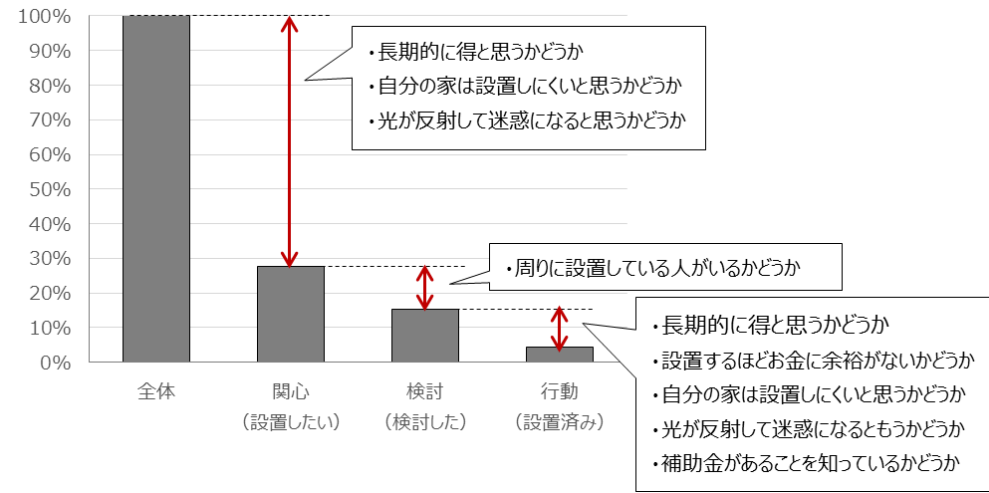 100%
90%
80%
70%
60%
50%
40%
30%
20%
10%
0%
・長期的に得と思うかどうか
・自分の家は設置しにくいと思うかどうか
・光が反射して迷惑になると思うかどうか
・周りに設置している人がいるかどうか
・長期的に得と思うかどうか
・設置するほどお金に余裕がないかどうか
・自分の家は設置しにくいと思うかどうか
・光が反射して迷惑になるともうかどうか
・補助金があることを知っているかどうか
全体
関心
（設置したい）
検討
（検討した）
行動
（設置済み）